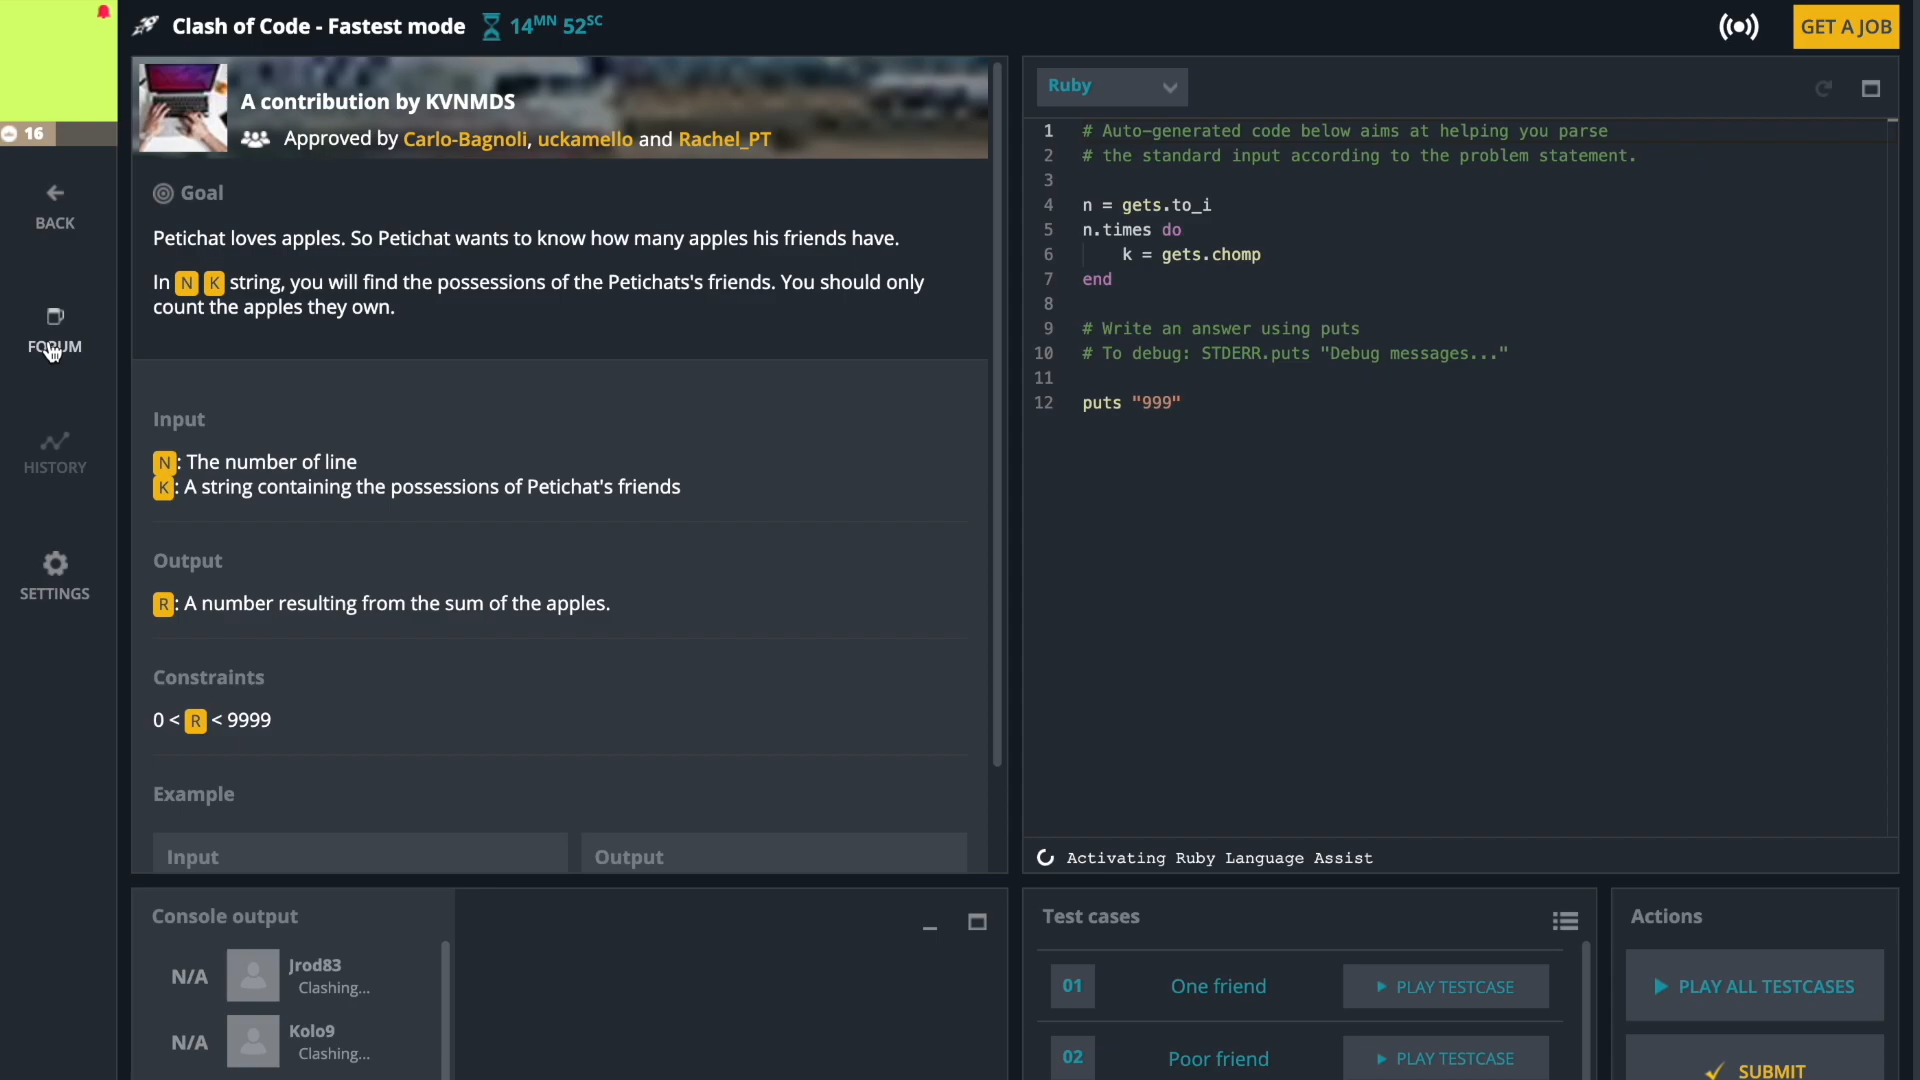 Clash of Code - Fastest mode 14MN 52SC
GET A JOB
16
BACK
FORUM
HISTORY
SETTINGS
A contribution by KVNMDS
Approved by Carlo-Bagnoli, uckamello and Rachel_PT
Goal
Petichat loves apples. So Petichat wants to know how many apples his friends have.
In N K string, you will find the possessions of the Petichats's friends. You should only
count the apples they own.
Input
N: The number of line
K: A string containing the possessions of Petichat's friends
Output
R: A number resulting from the sum of the apples.
Constraints
0 < R < 9999
Example
Input
Output
Ruby
1 # Auto-generated code below aims at helping you parse
2 # the standard input according to the problem statement.
3
4 n = gets.to_i
5 n.times do
6 k = gets.chomp
7 end
8
9 # Write an answer using puts
10 # To debug: STDERR.puts "Debug messages..."
11
12 puts "999"
Activating Ruby Language Assist
Console output
N/A Jrod83
Clashing...
N/A Kolo9
Clashing...
Test cases
01 One friend PLAY TESTCASE
02 Poor friend PLAY TESTCASE
Actions
PLAY ALL TESTCASES
SUBMIT